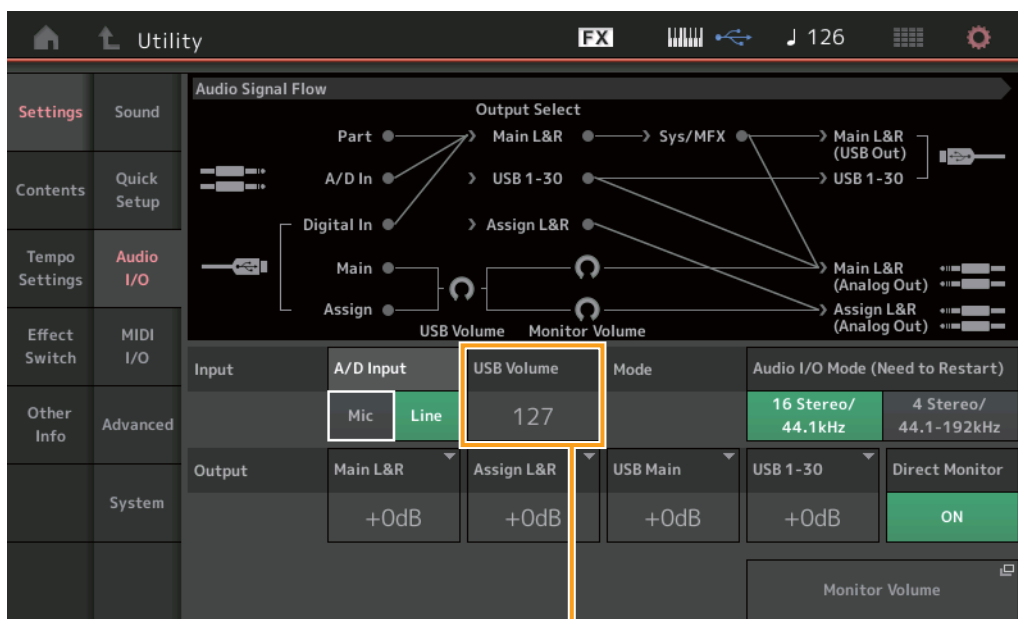 Utility
FX
♩ 126
Settings
Contents
Tempo
Settings
Effect
Switch
Other
Info
Sound
Quick
Setup
Audio
I/O
MIDI
I/O
Advanced
System
Audio Signal Flow
Output Select
Part
Main L&R
Sys/MFX
Main L&R
(USB Out)
A/D In
USB 1-30
USB 1-30
Digital In
Assign L&R
Main
Main L&R
(Analog Out)
Assign
Assign L&R
(Analog Out)
USB Volume
Monitor Volume
Input
A/D Input
Mic
Line
USB Volume
127
Mode
Audio I/O Mode (Need to Restart)
16 Stereo/
44.1kHz
4 Stereo/
44.1-192kHz
Output
Main L&R
+0dB
Assign L&R
+0dB
USB Main
+0dB
USB 1-30
+0dB
Direct Monitor
ON
Monitor Volume